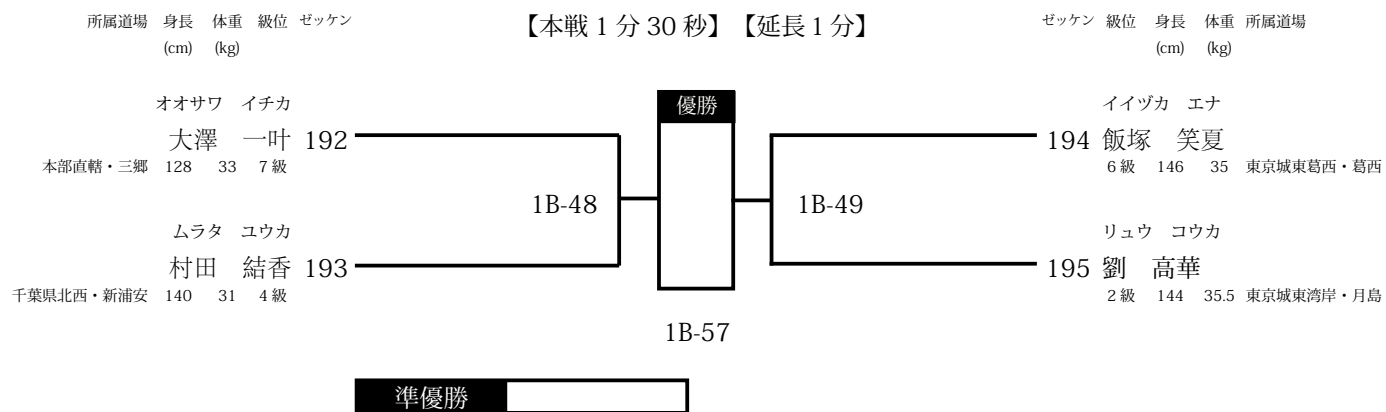 所属道場 身長 体重 級位 ゼッケン 【本戦 1 分 30 秒】 【延長 1 分】 ゼッケン 級位 身長 体重 所属道場
(cm) (kg) (cm) (kg)
優勝
オオサワ イチカ イイヅカ エナ
大澤 一叶 192 194 飯塚 笑夏
本部直轄・三郷 128 33 7 級 6 級 146 35 東京城東葛西・葛西
1B-48 1B-49
ムラタ ユウカ リュウ コウカ
村田 結香 193 195 劉 高華
千葉県北西・新浦安 140 31 4 級 2 級 144 35.5 東京城東湾岸・月島
1B-57
準優勝